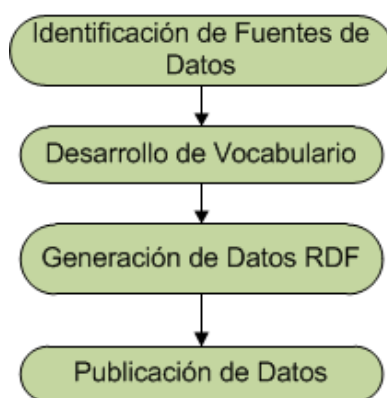 Identificación de Fuentes de
Datos
Desarrollo de Vocabulario
Generación de Datos RDF
Publicación de Datos